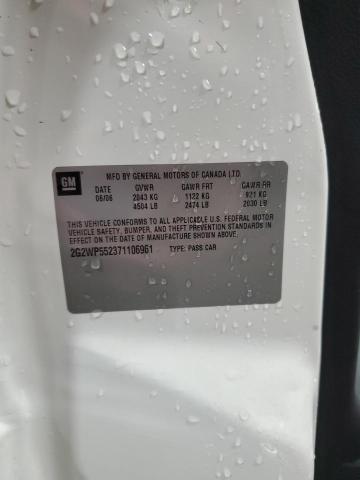 GM
MFD BY GENERAL MOTORS OF CANADA LTD.
DATE GVWR GAWR FRT GAWR RR
06/06 2043 KG 1122 KG 921 KG
4504 LB 2474 LB 2030 LB
THIS VEHICLE CONFORMS TO ALL APPLICABLE U.S. FEDERAL MOTOR
VEHICLE SAFETY, BUMPER, AND THEFT PREVENTION STANDARDS
IN EFFECT ON THE DATE OF MANUFACTURE SHOWN ABOVE.
2G2WP552371106961 TYPE: PASS CAR